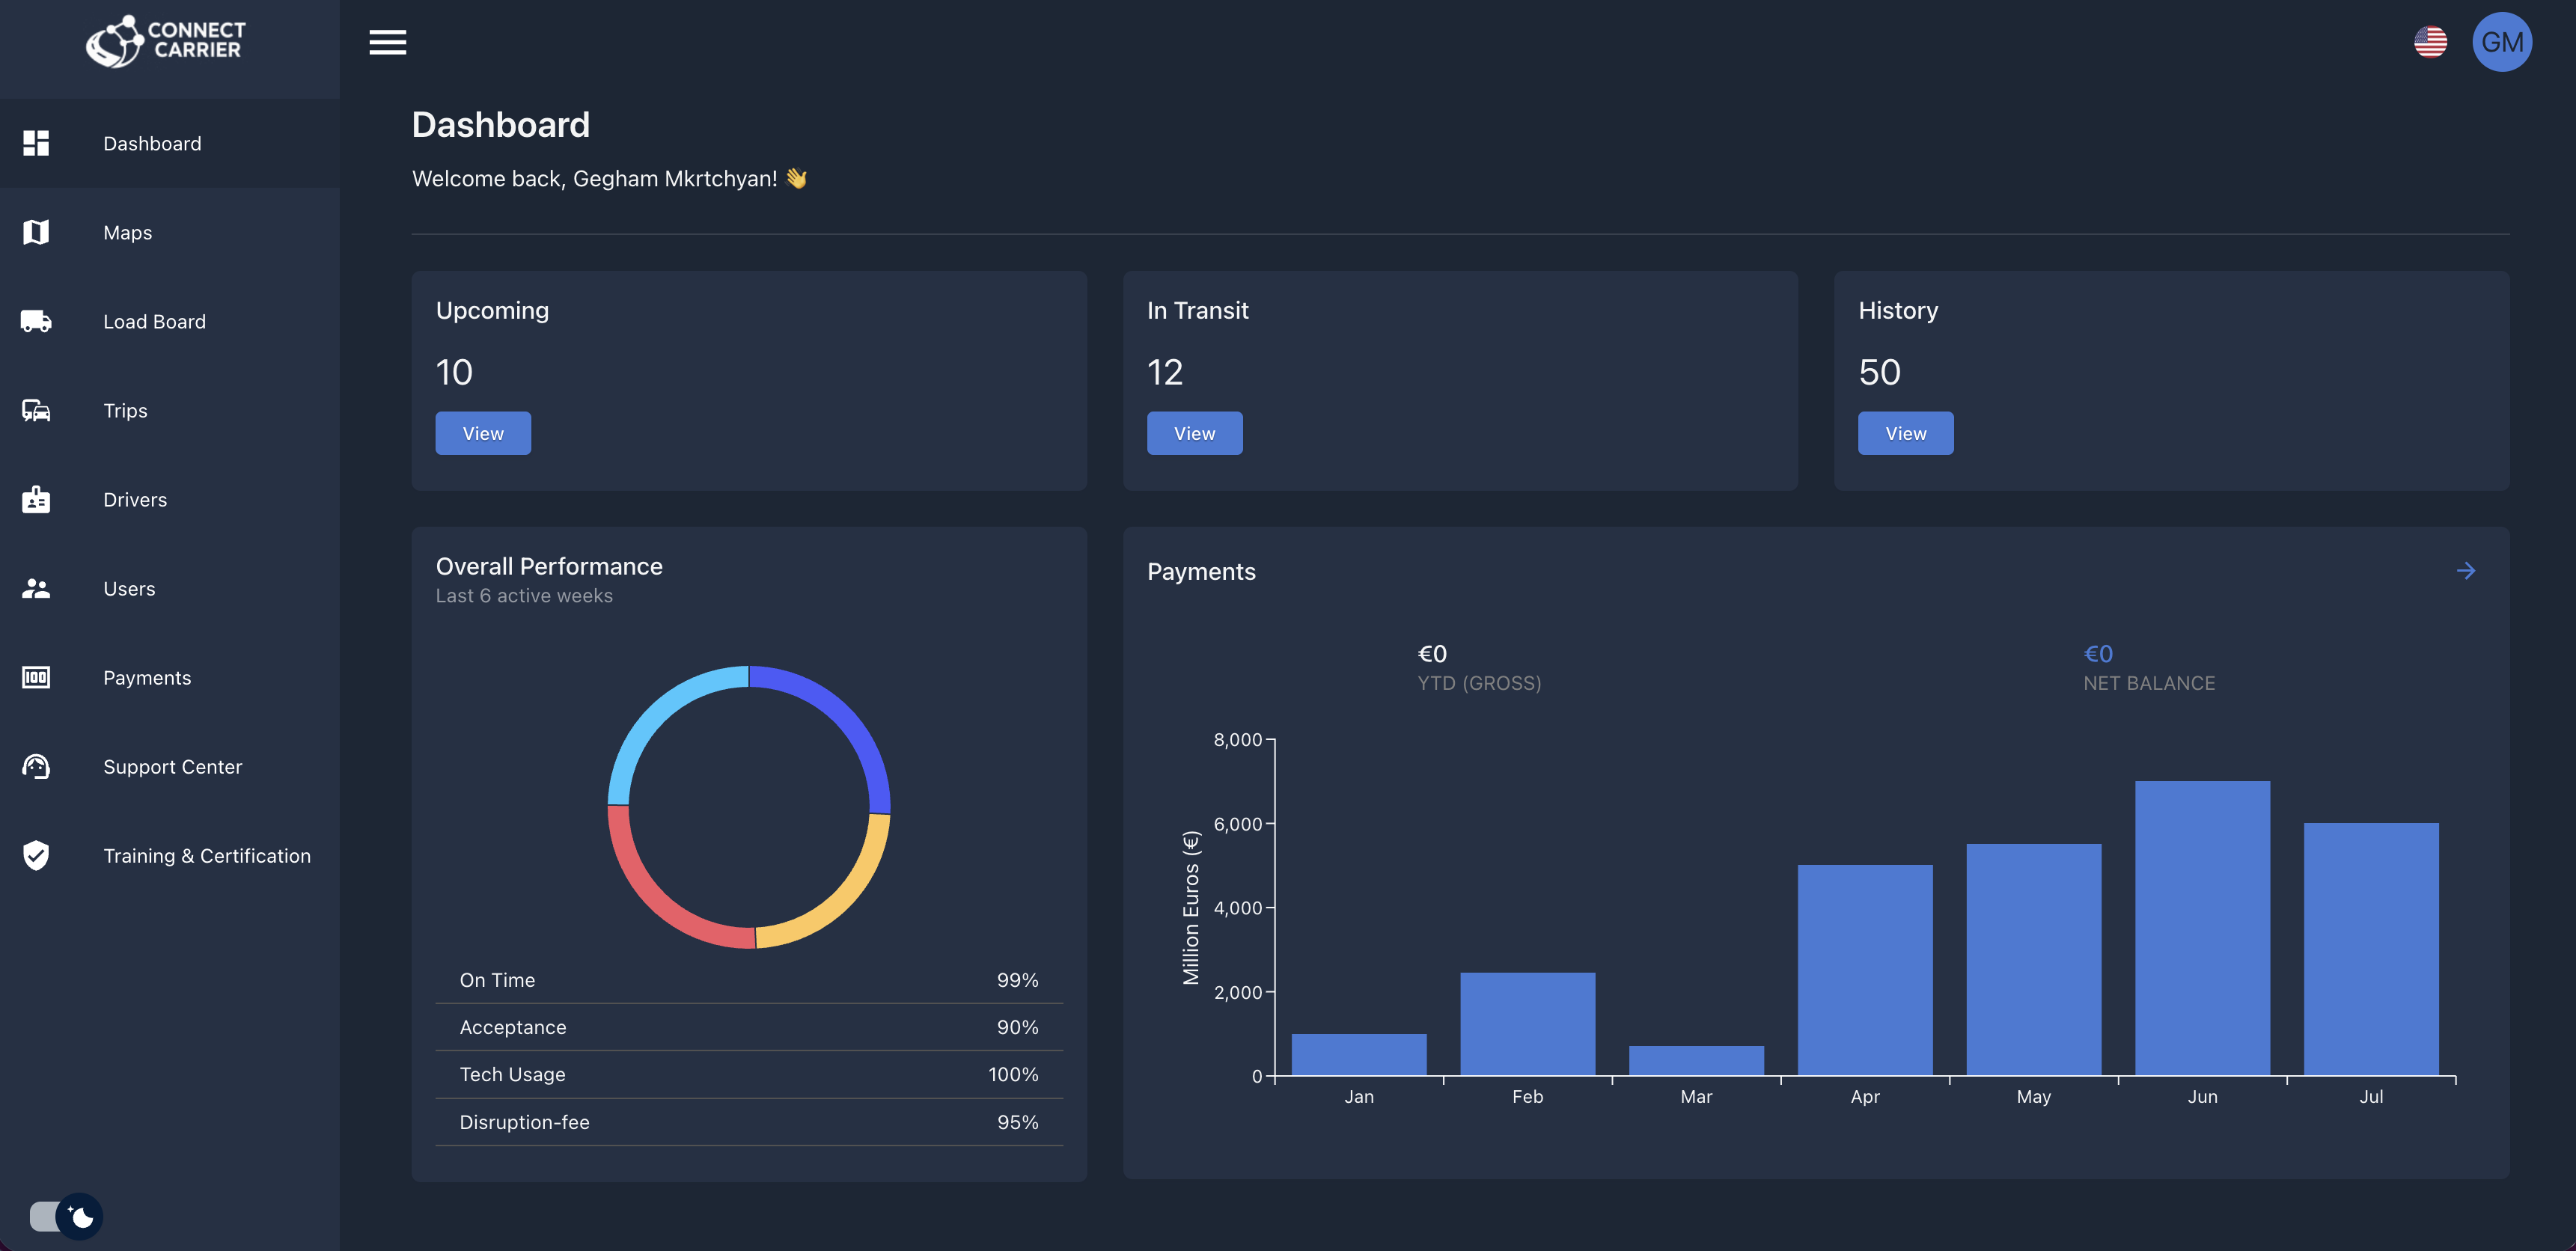 CONNECT
CARRIER
GM
Dashboard
Maps
Load Board
Trips
Drivers
Users
100
Payments
Support Center
Training & Certification
Dashboard
Welcome back, Gegham Mkrtchyan! 👋
Upcoming
10
View
In Transit
12
View
History
50
View
Overall Performance
Last 6 active weeks
On Time 99%
Acceptance 90%
Tech Usage 100%
Disruption-fee 95%
Payments
€0
YTD (GROSS)
€0
NET BALANCE
Million Euros (€)
8,000
6,000
4,000
2,000
0
Jan Feb Mar Apr May Jun Jul